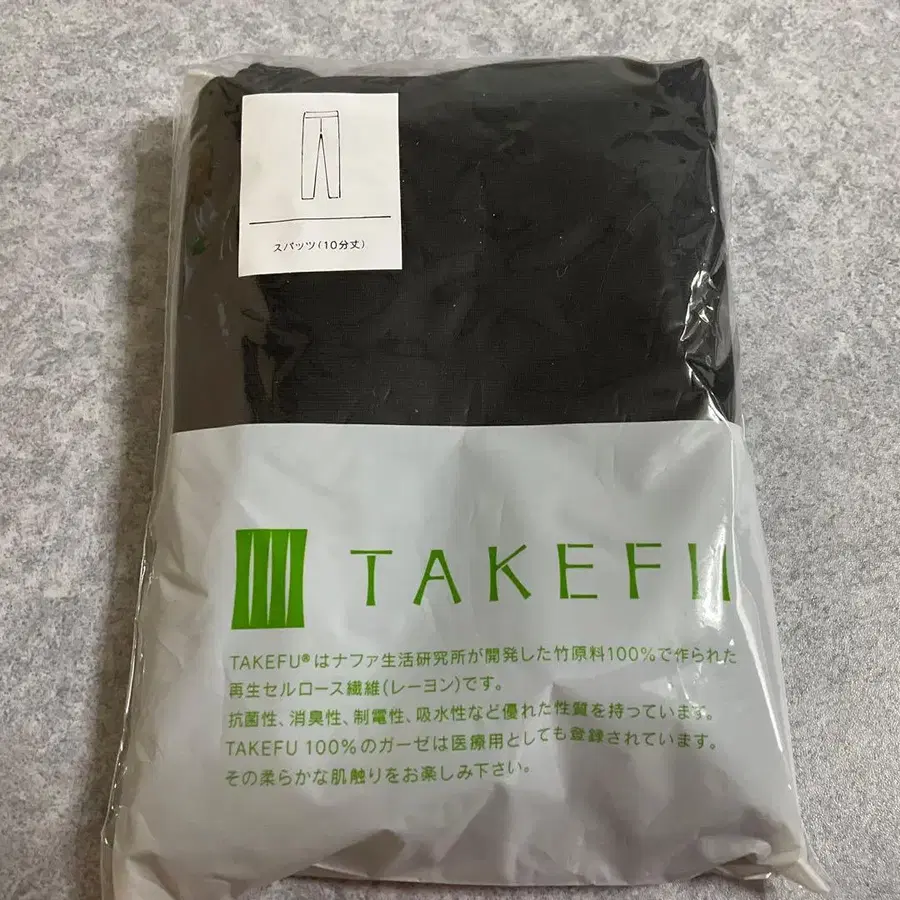 スパッツ(10分丈)
TAKEFU
TAKEFU®はナファ生活研究所が開発した竹原料100%で作られた
再生セルロース繊維(レーヨン)です。
抗菌性、消臭性、制電性、吸水性など優れた性質を持っています。
TAKEFU 100%のガーゼは医療用としても登録されています。
その柔らかな肌触りをお楽しみ下さい。